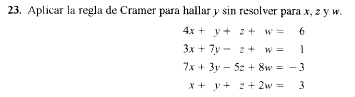 23. Aplicar la regla de Cramer para hallar y sin resolver para x, z y w.
4x + y + z + w = 6
3x + 7y − z + w = 1
7x + 3y − 5z + 8w = −3
x + y + z + 2w = 3